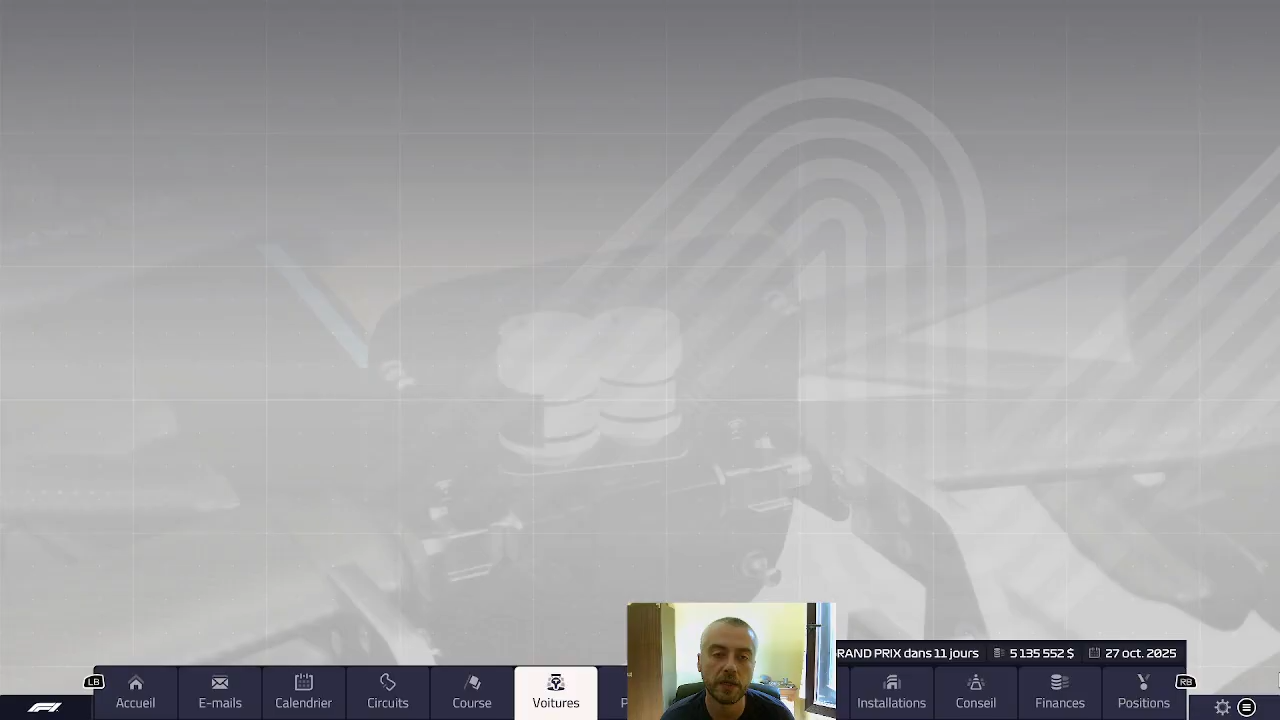 RAND PRIX dans 11 jours 5 135 552 $ 27 oct. 2025
LB Accueil E-mails Calendrier Circuits Course Voitures P Installations Conseil Finances Positions RB